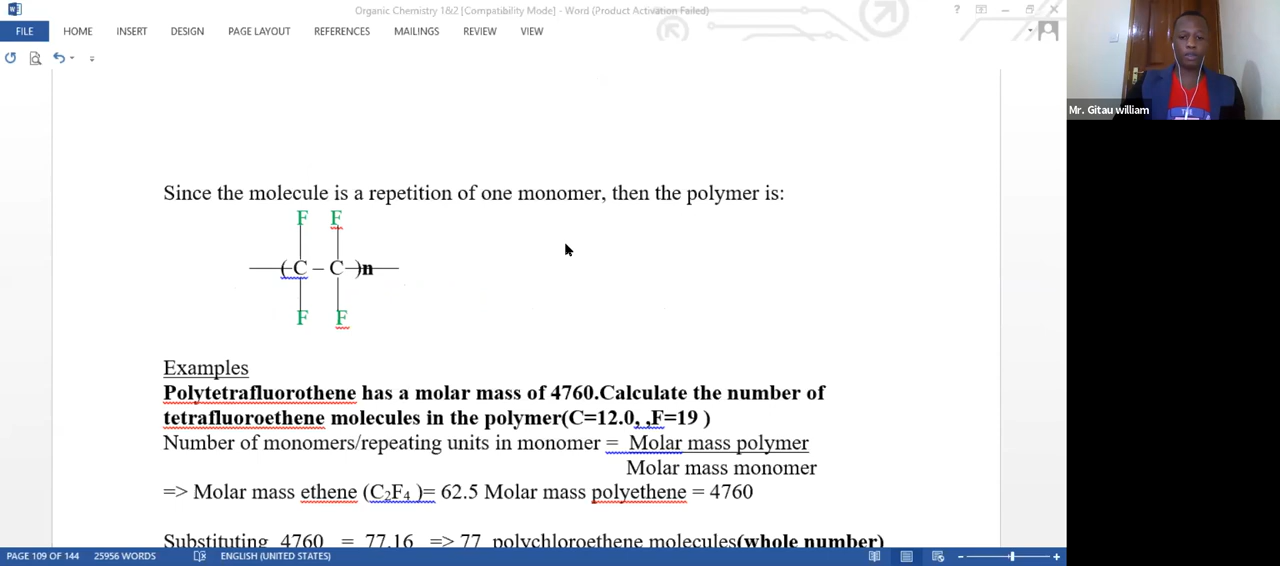 Organic Chemistry 1&2 [Compatibility Mode] - Word (Product Activation Failed)
FILE HOME INSERT DESIGN PAGE LAYOUT REFERENCES MAILINGS REVIEW VIEW
Mr. Gitau william
THE
Since the molecule is a repetition of one monomer, then the polymer is:
F F
( C – C )n
F F
Examples
Polytetrafluorothene has a molar mass of 4760.Calculate the number of
tetrafluoroethene molecules in the polymer(C=12.0, ,F=19 )
Number of monomers/repeating units in monomer = Molar mass polymer
Molar mass monomer
=> Molar mass ethene (C₂F₄ )= 62.5 Molar mass polyethene = 4760
Substituting 4760 = 77.16 => 77 polychloroethene molecules(whole number)
PAGE 109 OF 144 25956 WORDS ENGLISH (UNITED STATES)